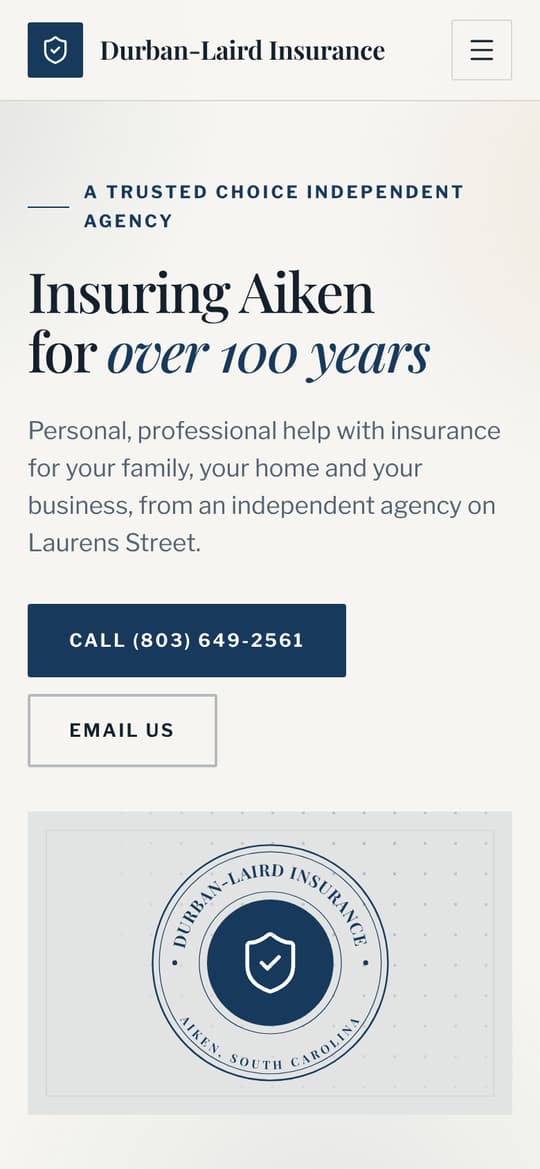 Durban-Laird Insurance
A TRUSTED CHOICE INDEPENDENT
AGENCY
Insuring Aiken
for over 100 years
Personal, professional help with insurance
for your family, your home and your
business, from an independent agency on
Laurens Street.
CALL (803) 649-2561
EMAIL US
DURBAN-LAIRD INSURANCE
AIKEN, SOUTH CAROLINA